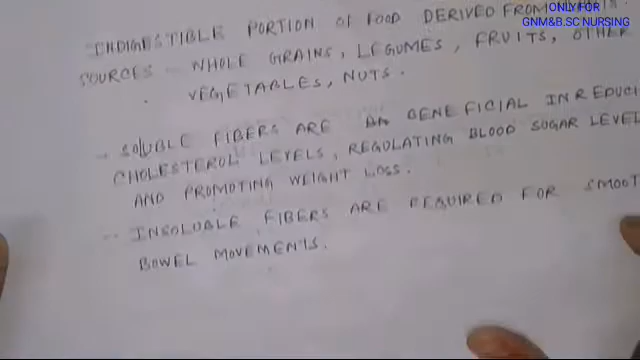 ONLY FOR
GNM&B.SC NURSING
INDIGESTIBLE PORTION OF FOOD DERIVED FROM
SOURCES - WHOLE GRAINS, LEGUMES, FRUITS, OTHER
VEGETABLES, NUTS.
- SOLUBLE FIBERS ARE BENEFICIAL IN REDUCI
CHOLESTEROL LEVELS, REGULATING BLOOD SUGAR LEVEL
AND PROMOTING WEIGHT LOSS.
- INSOLUBLE FIBERS ARE REQUIRED FOR SMOOT
BOWEL MOVEMENTS.